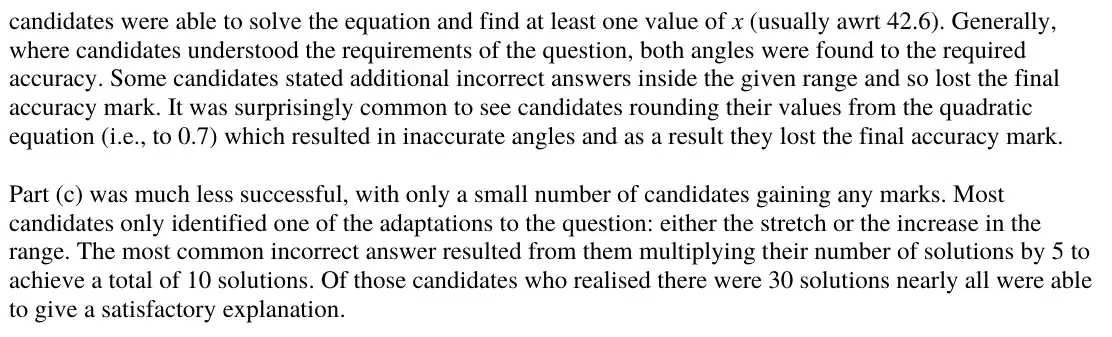 candidates were able to solve the equation and find at least one value of x (usually awrt 42.6). Generally,
where candidates understood the requirements of the question, both angles were found to the required
accuracy. Some candidates stated additional incorrect answers inside the given range and so lost the final
accuracy mark. It was surprisingly common to see candidates rounding their values from the quadratic
equation (i.e., to 0.7) which resulted in inaccurate angles and as a result they lost the final accuracy mark.
Part (c) was much less successful, with only a small number of candidates gaining any marks. Most
candidates only identified one of the adaptations to the question: either the stretch or the increase in the
range. The most common incorrect answer resulted from them multiplying their number of solutions by 5 to
achieve a total of 10 solutions. Of those candidates who realised there were 30 solutions nearly all were able
to give a satisfactory explanation.